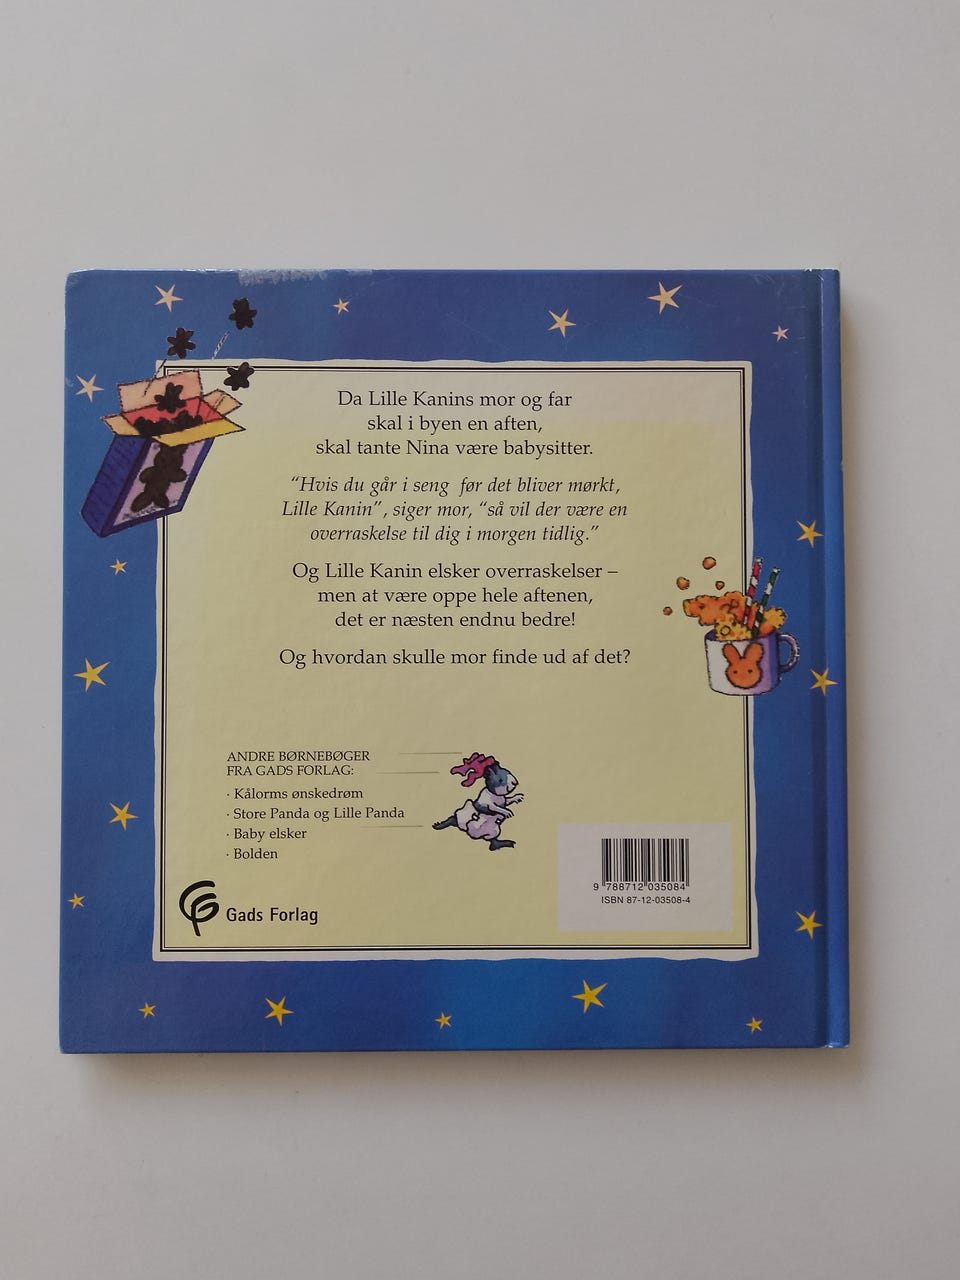 Da Lille Kanins mor og far
skal i byen en aften,
skal tante Nina være babysitter.
“Hvis du går i seng før det bliver mørkt,
Lille Kanin”, siger mor, “så vil der være en
overraskelse til dig i morgen tidlig.”
Og Lille Kanin elsker overraskelser –
men at være oppe hele aftenen,
det er næsten endnu bedre!
Og hvordan skulle mor finde ud af det?
ANDRE BØRNEBØGER
FRA GADS FORLAG:
· Kålorms ønskedrøm
· Store Panda og Lille Panda
· Baby elsker
· Bolden
Gads Forlag
9 788712 035084
ISBN 87-12-03508-4